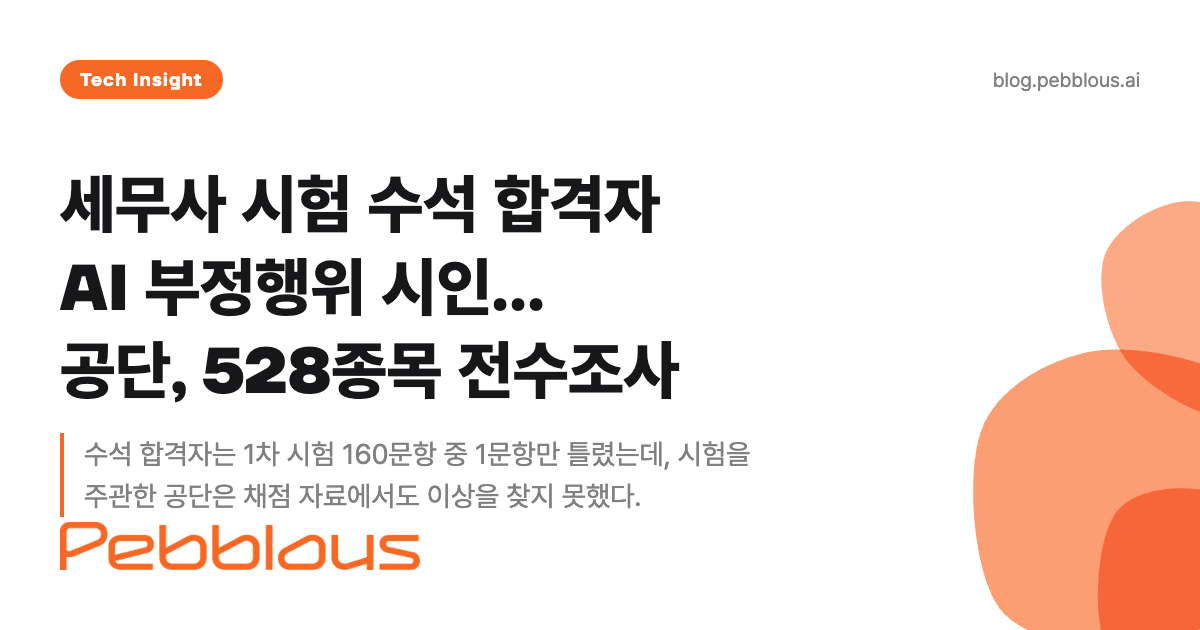 Tech Insight
blog.pebblous.ai
세무사 시험 수석 합격자
AI 부정행위 시인...
공단, 528종목 전수조사
수석 합격자는 1차 시험 160문항 중 1문항만 틀렸는데, 시험을
주관한 공단은 채점 자료에서도 이상을 찾지 못했다.
Pebblous